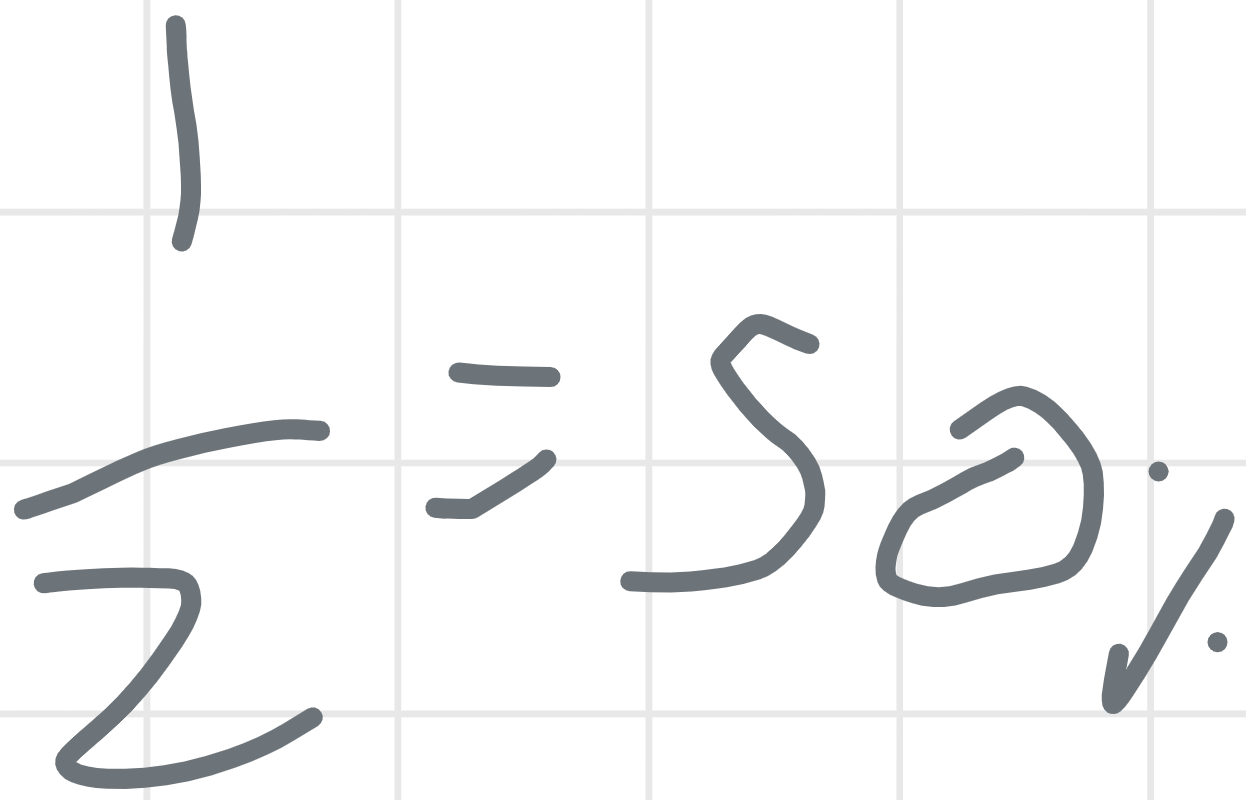 1/2 = 50%